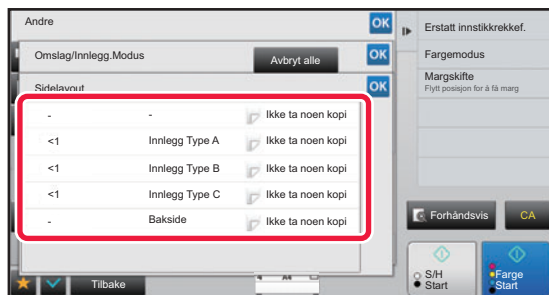 Andre
OK
Omslag/Innlegg.Modus
Avbryt alle
OK
Sidelayout
OK
-
-
Ikke ta noen kopi
<1
Innlegg Type A
Ikke ta noen kopi
<1
Innlegg Type B
Ikke ta noen kopi
<1
Innlegg Type C
Ikke ta noen kopi
-
Bakside
Ikke ta noen kopi
Tilbake
Erstatt innstikkrekkef.
Fargemodus
Margskifte
Flytt posisjon for å få marg
Forhåndsvis
CA
S/H
Start
Farge
Start